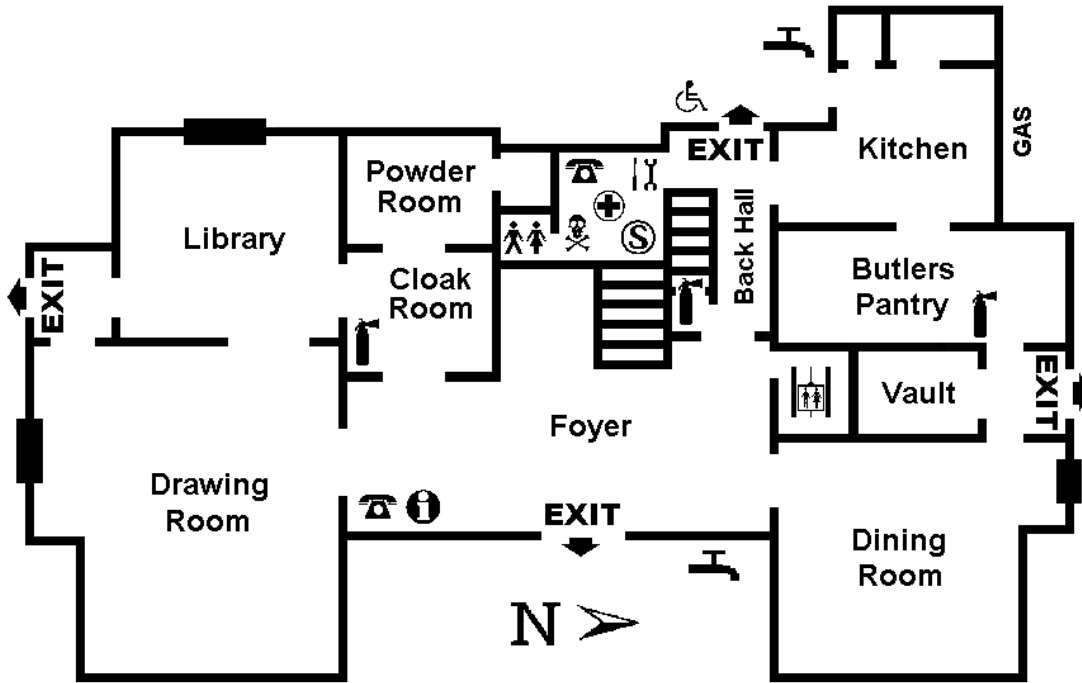 GAS
Kitchen
EXIT
Powder
Room
Library
Back Hall
S
Cloak
Room
Butlers
Pantry
EXIT
EXIT
Vault
Foyer
Drawing
Room
i
EXIT
Dining
Room
N